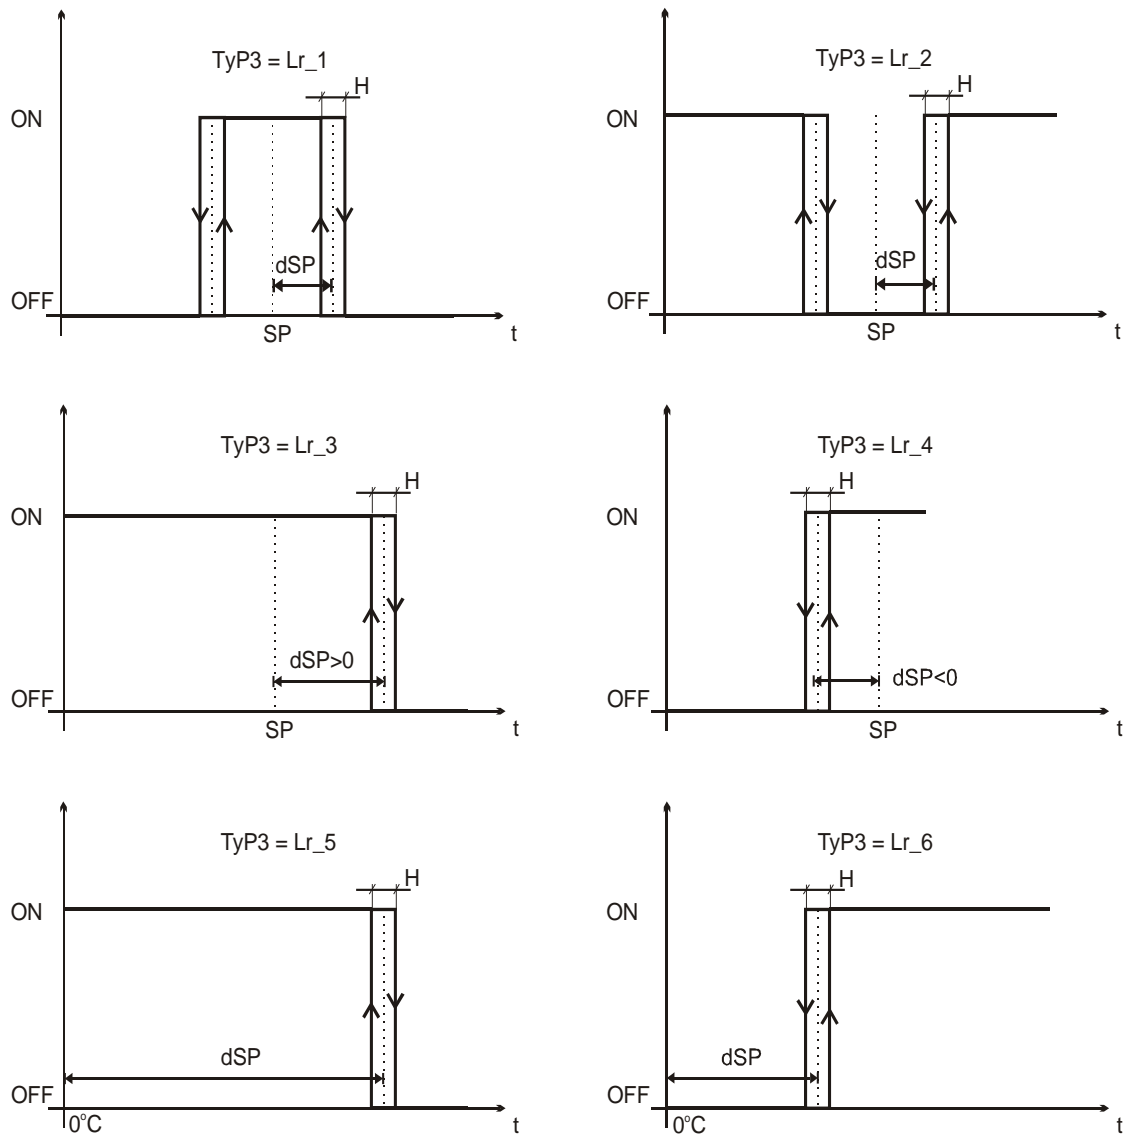 TyP3 = Lr_1
H
ON
dSP
OFF
SP
t
TyP3 = Lr_2
H
ON
dSP
OFF
SP
t
TyP3 = Lr_3
H
ON
dSP>0
OFF
SP
t
TyP3 = Lr_4
H
ON
dSP<0
OFF
SP
t
TyP3 = Lr_5
H
ON
dSP
OFF
0°C
t
TyP3 = Lr_6
H
ON
dSP
OFF
0°C
t